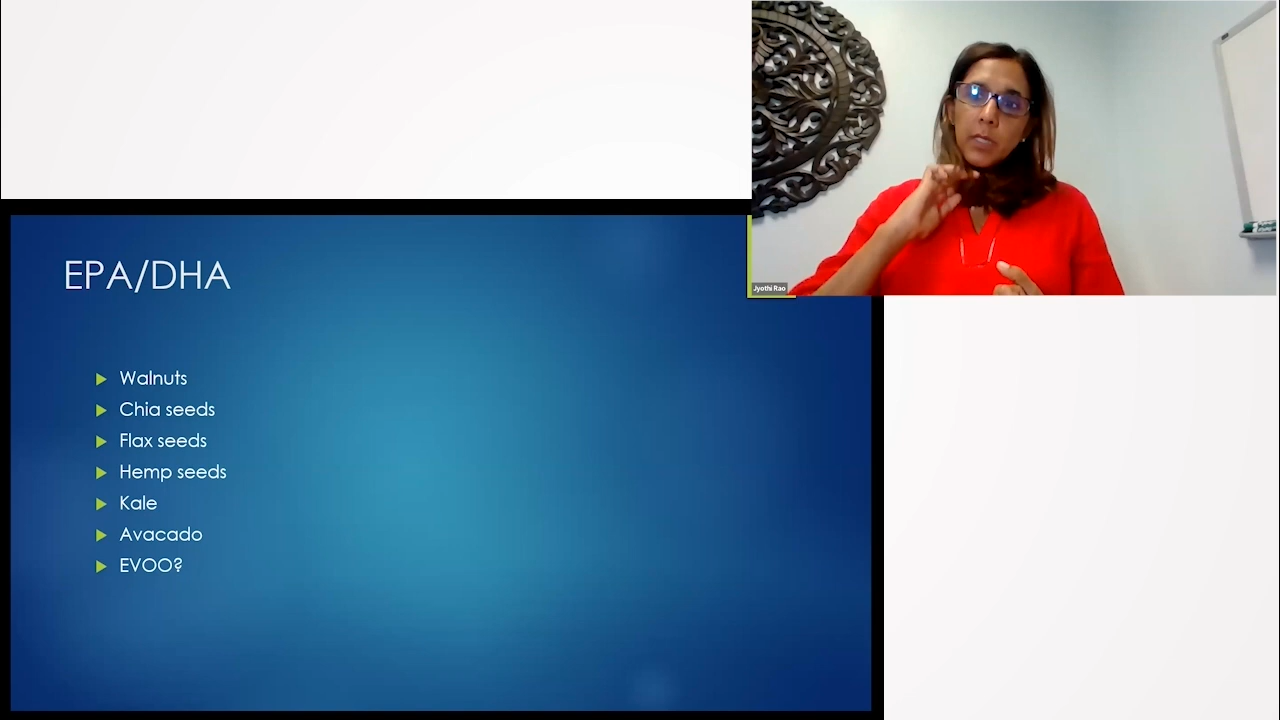 Jyothi Rao
EPA/DHA
Walnuts
Chia seeds
Flax seeds
Hemp seeds
Kale
Avacado
EVOO?